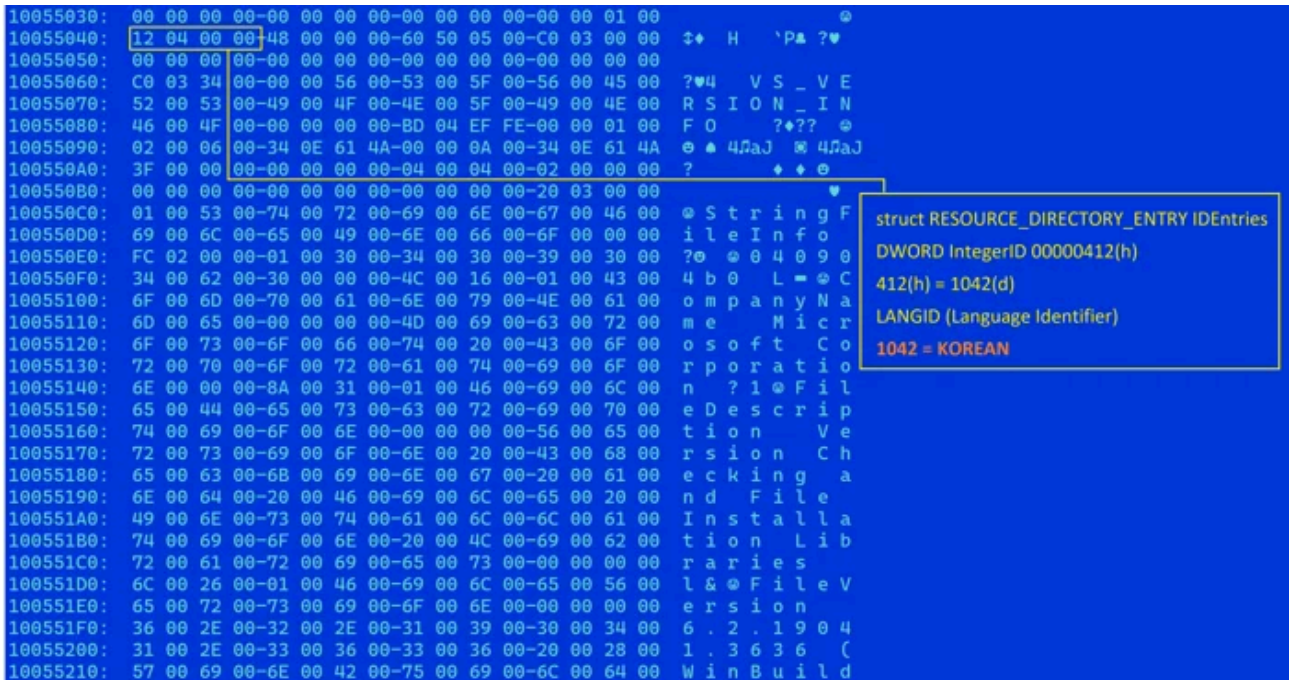 10055030: 00 00 00 00-00 00 00 00-00 00 00 00-00 00 01 00 ☺
10055040: 12 04 00 00-48 00 00 00-60 50 05 00-C0 03 00 00 ↕♦ H `P♣ ?♥
10055050: 00 00 00 00-00 00 00 00-00 00 00 00-00 00 00 00
10055060: C0 03 34 00-00 00 56 00-53 00 5F 00-56 00 45 00 ?♥4 V S _ V E
10055070: 52 00 53 00-49 00 4F 00-4E 00 5F 00-49 00 4E 00 R S I O N _ I N
10055080: 46 00 4F 00-00 00 00 00-BD 04 EF FE-00 00 01 00 F O ?♦?? ☺
10055090: 02 00 06 00-34 0E 61 4A-00 00 0A 00-34 0E 61 4A ☻ ♠ 4♫aJ ◙ 4♫aJ
100550A0: 3F 00 00 00-00 00 00 00-04 00 04 00-02 00 00 00 ? ♦ ♦ ☻
100550B0: 00 00 00 00-00 00 00 00-00 00 00 00-20 03 00 00 ♥
100550C0: 01 00 53 00-74 00 72 00-69 00 6E 00-67 00 46 00 ☺ S t r i n g F
100550D0: 69 00 6C 00-65 00 49 00-6E 00 66 00-6F 00 00 00 i l e I n f o
100550E0: FC 02 00 00-01 00 30 00-34 00 30 00-39 00 30 00 ?☻ ☺ 0 4 0 9 0
100550F0: 34 00 62 00-30 00 00 00-4C 00 16 00-01 00 43 00 4 b 0 L ▬ ☺ C
10055100: 6F 00 6D 00-70 00 61 00-6E 00 79 00-4E 00 61 00 o m p a n y N a
10055110: 6D 00 65 00-00 00 00 00-4D 00 69 00-63 00 72 00 m e M i c r
10055120: 6F 00 73 00-6F 00 66 00-74 00 20 00-43 00 6F 00 o s o f t C o
10055130: 72 00 70 00-6F 00 72 00-61 00 74 00-69 00 6F 00 r p o r a t i o
10055140: 6E 00 00 00-8A 00 31 00-01 00 46 00-69 00 6C 00 n ? 1 ☺ F i l
10055150: 65 00 44 00-65 00 73 00-63 00 72 00-69 00 70 00 e D e s c r i p
10055160: 74 00 69 00-6F 00 6E 00-00 00 00 00-56 00 65 00 t i o n V e
10055170: 72 00 73 00-69 00 6F 00-6E 00 20 00-43 00 68 00 r s i o n C h
10055180: 65 00 63 00-6B 00 69 00-6E 00 67 00-20 00 61 00 e c k i n g a
10055190: 6E 00 64 00-20 00 46 00-69 00 6C 00-65 00 20 00 n d F i l e
100551A0: 49 00 6E 00-73 00 74 00-61 00 6C 00-6C 00 61 00 I n s t a l l a
100551B0: 74 00 69 00-6F 00 6E 00-20 00 4C 00-69 00 62 00 t i o n L i b
100551C0: 72 00 61 00-72 00 69 00-65 00 73 00-00 00 00 00 r a r i e s
100551D0: 6C 00 26 00-01 00 46 00-69 00 6C 00-65 00 56 00 l & ☺ F i l e V
100551E0: 65 00 72 00-73 00 69 00-6F 00 6E 00-00 00 00 00 e r s i o n
100551F0: 36 00 2E 00-32 00 2E 00-31 00 39 00-30 00 34 00 6 . 2 . 1 9 0 4
10055200: 31 00 2E 00-33 00 36 00-33 00 36 00-20 00 28 00 1 . 3 6 3 6 (
10055210: 57 00 69 00-6E 00 42 00-75 00 69 00-6C 00 64 00 W i n B u i l d
struct RESOURCE_DIRECTORY_ENTRY IDEntries
DWORD IntegerID 00000412(h)
412(h) = 1042(d)
LANGID (Language Identifier)
1042 = KOREAN